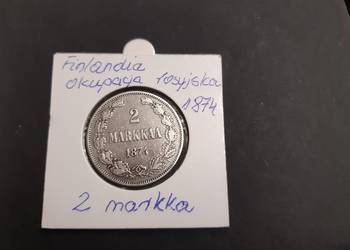 Finlandia
okupacja rosyjska
1874
2
MARKKAA
1874
2 markka